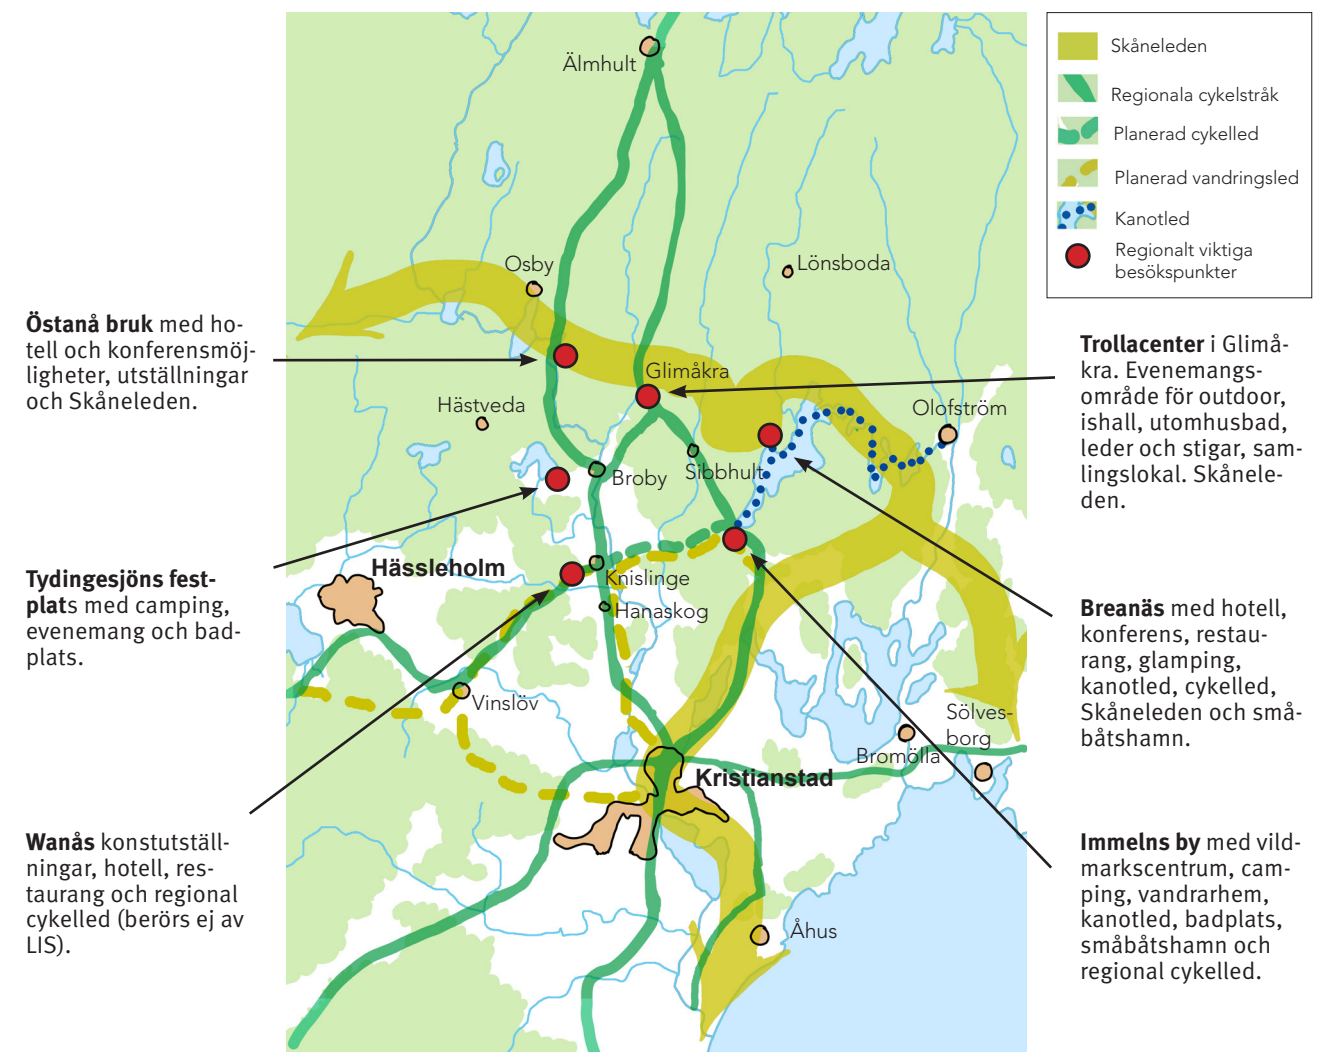 Älmhult
Osby
Lönsboda
Glimåkra
Hästveda
Olofström
Broby
Sibbhult
Hässleholm
Knislinge
Hanaskog
Vinslöv
Sölves-
borg
Bromölla
Kristianstad
Åhus
Skåneleden
Regionala cykelstråk
Planerad cykelled
Planerad vandringsled
Kanotled
Regionalt viktiga
besökspunkter
Östanå bruk med ho-
tell och konferensmöj-
ligheter, utställningar
och Skåneleden.
Tydingesjöns fest-
plats med camping,
evenemang och bad-
plats.
Wanås konstutställ-
ningar, hotell, res-
taurang och regional
cykelled (berörs ej av
LIS).
Trollacenter i Glimå-
kra. Evenemangs-
område för outdoor,
ishall, utomhusbad,
leder och stigar, sam-
lingslokal. Skånele-
den.
Breanäs med hotell,
konferens, restau-
rang, glamping,
kanotled, cykelled,
Skåneleden och små-
båtshamn.
Immelns by med vild-
markscentrum, cam-
ping, vandrarhem,
kanotled, badplats,
småbåtshamn och
regional cykelled.